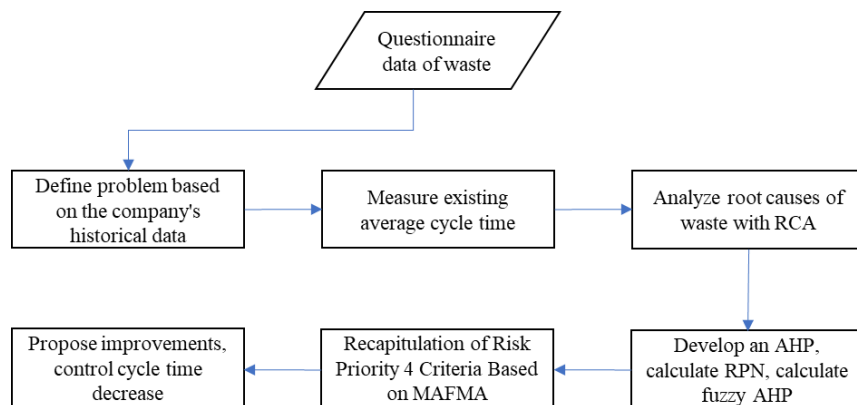 Questionnaire
data of waste
Define problem based
on the company's
historical data
Measure existing
average cycle time
Analyze root causes of
waste with RCA
Develop an AHP,
calculate RPN, calculate
fuzzy AHP
Recapitulation of Risk
Priority 4 Criteria Based
on MAFMA
Propose improvements,
control cycle time
decrease